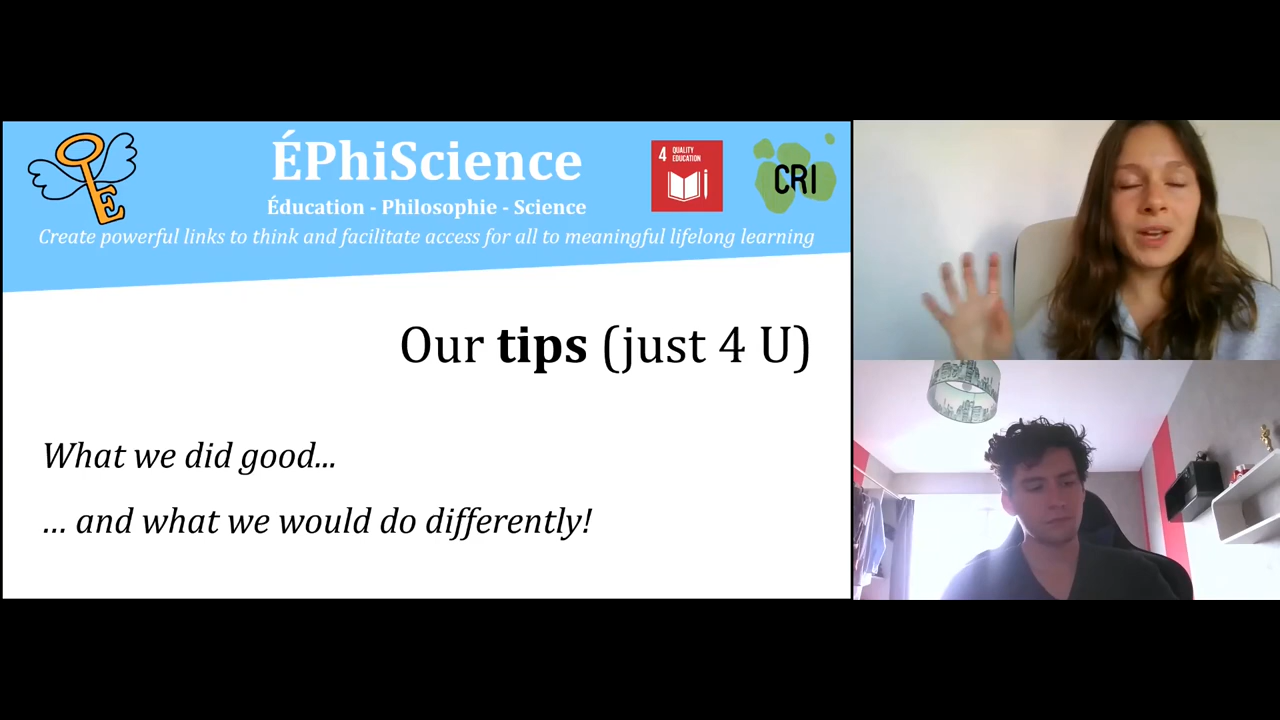 ÉPhiScience
Éducation - Philosophie - Science
Create powerful links to think and facilitate access for all to meaningful lifelong learning
E
4 QUALITY
EDUCATION
CRI
Our tips (just 4 U)
What we did good...
... and what we would do differently!